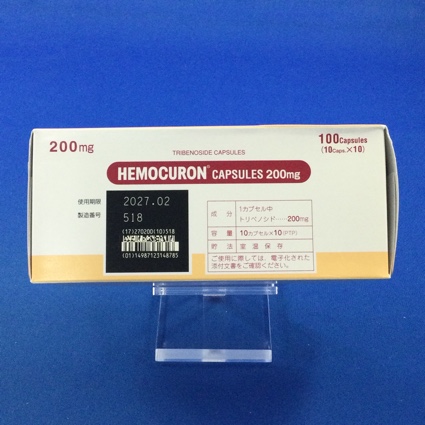 200mg
TRIBENOSIDE CAPSULES
100Capsules
(10Caps.×10)
HEMOCURON® CAPSULES 200mg
使用期限 2027.02
製造番号 518
(17)270200(10)518
(01)14987123148785
成分 1カプセル中
トリベノシド……200mg
容量 10カプセル×10(PTP)
貯法 室温保存
ご使用に際しては、電子化された
添付文書をご確認ください。